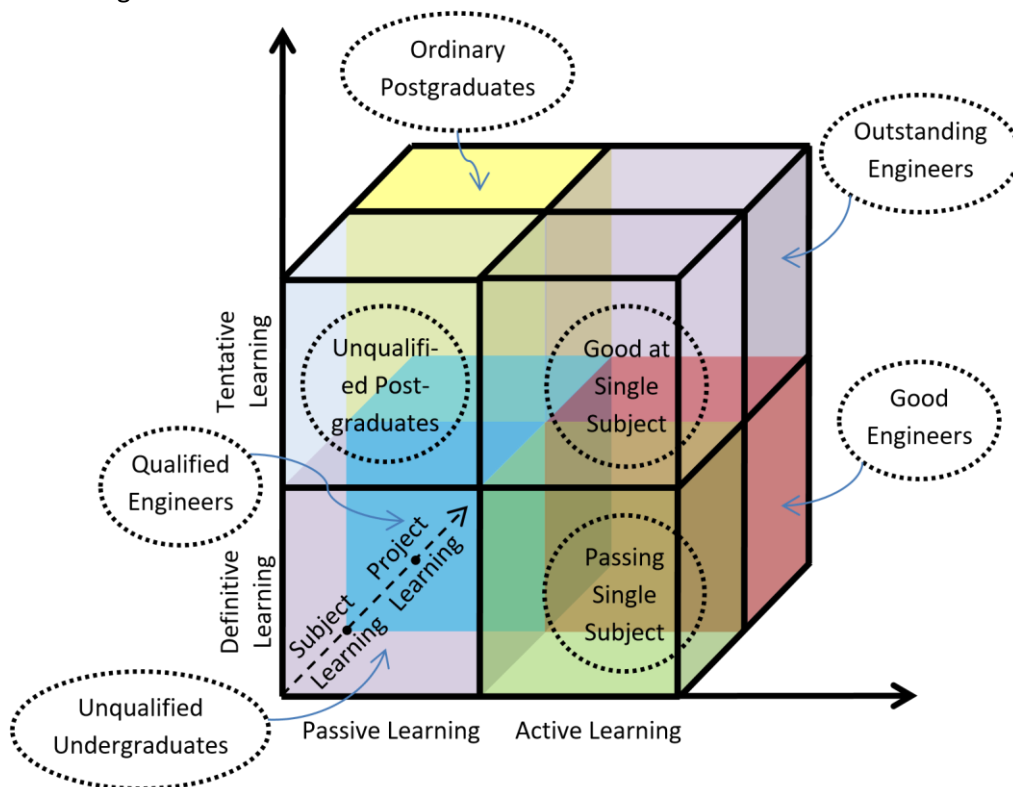 Ordinary
Postgraduates
Outstanding
Engineers
Tentative
Learning
Unqualifi-
ed Post-
graduates
Good at
Single
Subject
Good
Engineers
Qualified
Engineers
Definitive
Learning
Subject
Learning
Project
Learning
Passing
Single
Subject
Unqualified
Undergraduates
Passive Learning
Active Learning